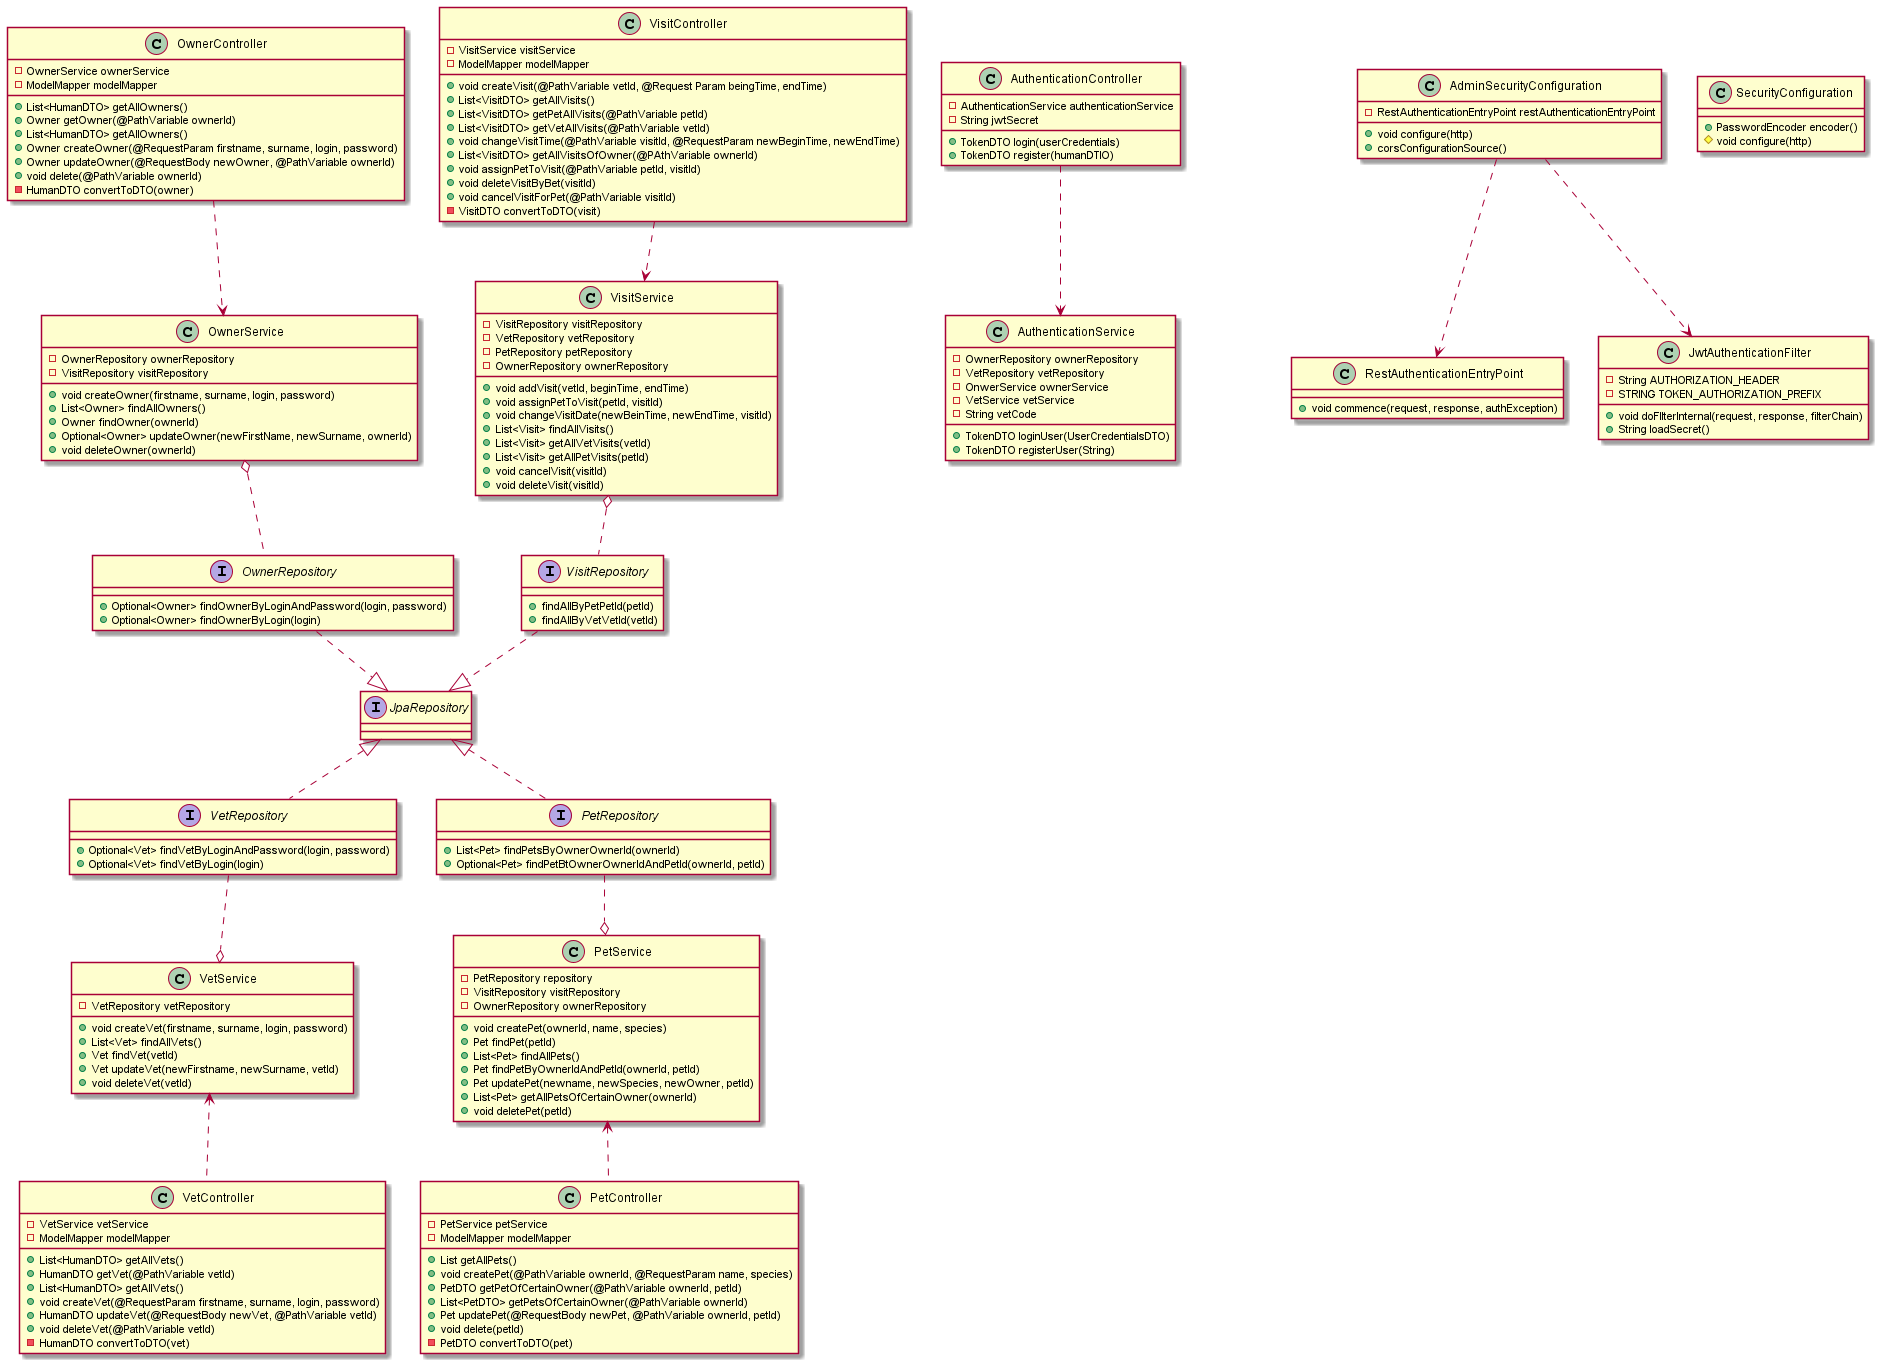 C OwnerController
OwnerService ownerService
ModelMapper modelMapper
List<HumanDTO> getAllOwners()
Owner getOwner(@PathVariable ownerId)
List<HumanDTO> getAllOwners()
Owner createOwner(@RequestParam firstname, surname, login, password)
Owner updateOwner(@RequestBody newOwner, @PathVariable ownerId)
void delete(@PathVariable ownerId)
HumanDTO convertToDTO(owner)
C VisitController
VisitService visitService
ModelMapper modelMapper
void createVisit(@PathVariable vetId, @Request Param beingTime, endTime)
List<VisitDTO> getAllVisits()
List<VisitDTO> getPetAllVisits(@PathVariable petId)
List<VisitDTO> getVetAllVisits(@PathVariable vetId)
void changeVisitTime(@PathVariable visitId, @RequestParam newBeginTime, newEndTime)
List<VisitDTO> getAllVisitsOfOwner(@PAthVariable ownerId)
void assignPetToVisit(@PathVariable petId, visitId)
void deleteVisitByBet(visitId)
void cancelVisitForPet(@PathVariable visitId)
VisitDTO convertToDTO(visit)
C AuthenticationController
AuthenticationService authenticationService
String jwtSecret
TokenDTO login(userCredentials)
TokenDTO register(humanDTIO)
C AdminSecurityConfiguration
RestAuthenticationEntryPoint restAuthenticationEntryPoint
void configure(http)
corsConfigurationSource()
C SecurityConfiguration
PasswordEncoder encoder()
void configure(http)
C OwnerService
OwnerRepository ownerRepository
VisitRepository visitRepository
void createOwner(firstname, surname, login, password)
List<Owner> findAllOwners()
Owner findOwner(ownerId)
Optional<Owner> updateOwner(newFirstName, newSurname, ownerId)
void deleteOwner(ownerId)
C VisitService
VisitRepository visitRepository
VetRepository vetRepository
PetRepository petRepository
OwnerRepository ownerRepository
void addVisit(vetId, beginTime, endTime)
void assignPetToVisit(petId, visitId)
void changeVisitDate(newBeinTime, newEndTime, visitId)
List<Visit> findAllVisits()
List<Visit> getAllVetVisits(vetId)
List<Visit> getAllPetVisits(petId)
void cancelVisit(visitId)
void deleteVisit(visitId)
C AuthenticationService
OwnerRepository ownerRepository
VetRepository vetRepository
OnwerService ownerService
VetService vetService
String vetCode
TokenDTO loginUser(UserCredentialsDTO)
TokenDTO registerUser(String)
C RestAuthenticationEntryPoint
void commence(request, response, authException)
C JwtAuthenticationFilter
String AUTHORIZATION_HEADER
STRING TOKEN_AUTHORIZATION_PREFIX
void doFIlterInternal(request, response, filterChain)
String loadSecret()
I OwnerRepository
Optional<Owner> findOwnerByLoginAndPassword(login, password)
Optional<Owner> findOwnerByLogin(login)
I VisitRepository
findAllByPetPetId(petId)
findAllByVetVetId(vetId)
I JpaRepository
I VetRepository
Optional<Vet> findVetByLoginAndPassword(login, password)
Optional<Vet> findVetByLogin(login)
I PetRepository
List<Pet> findPetsByOwnerOwnerId(ownerId)
Optional<Pet> findPetBtOwnerOwnerIdAndPetId(ownerId, petId)
C VetService
VetRepository vetRepository
void createVet(firstname, surname, login, password)
List<Vet> findAllVets()
Vet findVet(vetId)
Vet updateVet(newFirstname, newSurname, vetId)
void deleteVet(vetId)
C PetService
PetRepository repository
VisitRepository visitRepository
OwnerRepository ownerRepository
void createPet(ownerId, name, species)
Pet findPet(petId)
List<Pet> findAllPets()
Pet findPetByOwnerIdAndPetId(ownerId, petId)
Pet updatePet(newname, newSpecies, newOwner, petId)
List<Pet> getAllPetsOfCertainOwner(ownerId)
void deletePet(petId)
C VetController
VetService vetService
ModelMapper modelMapper
List<HumanDTO> getAllVets()
HumanDTO getVet(@PathVariable vetId)
List<HumanDTO> getAllVets()
void createVet(@RequestParam firstname, surname, login, password)
HumanDTO updateVet(@RequestBody newVet, @PathVariable vetId)
void deleteVet(@PathVariable vetId)
HumanDTO convertToDTO(vet)
C PetController
PetService petService
ModelMapper modelMapper
List getAllPets()
void createPet(@PathVariable ownerId, @RequestParam name, species)
PetDTO getPetOfCertainOwner(@PathVariable ownerId, petId)
List<PetDTO> getPetsOfCertainOwner(@PathVariable ownerId)
Pet updatePet(@RequestBody newPet, @PathVariable ownerId, petId)
void delete(petId)
PetDTO convertToDTO(pet)